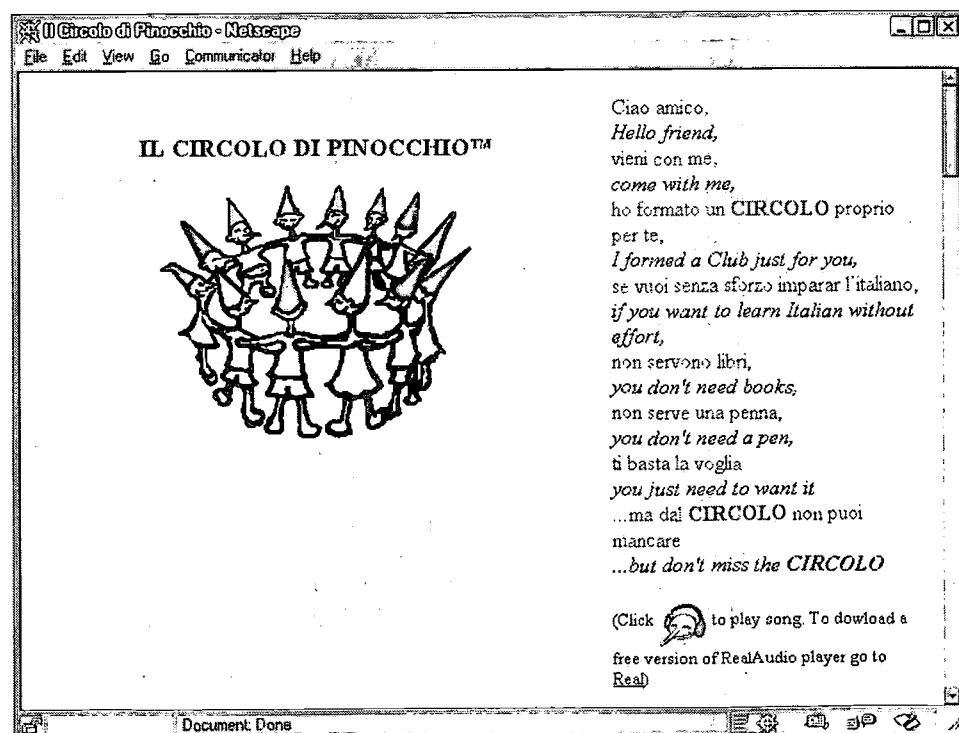 Il Circolo di Pinocchio - Netscape
File Edit View Go Communicator Help
IL CIRCOLO DI PINOCCHIO™
Ciao amico,
Hello friend,
vieni con me,
come with me,
ho formato un CIRCOLO proprio
per te,
I formed a Club just for you,
se vuoi senza sforzo imparar l'italiano,
if you want to learn Italian without
effort,
non servono libri,
you don't need books,
non serve una penna,
you don't need a pen,
ti basta la voglia
you just need to want it
...ma dal CIRCOLO non puoi
mancare
...but don't miss the CIRCOLO
(Click to play song. To dowload a
free version of RealAudio player go to
Real)
Document: Done